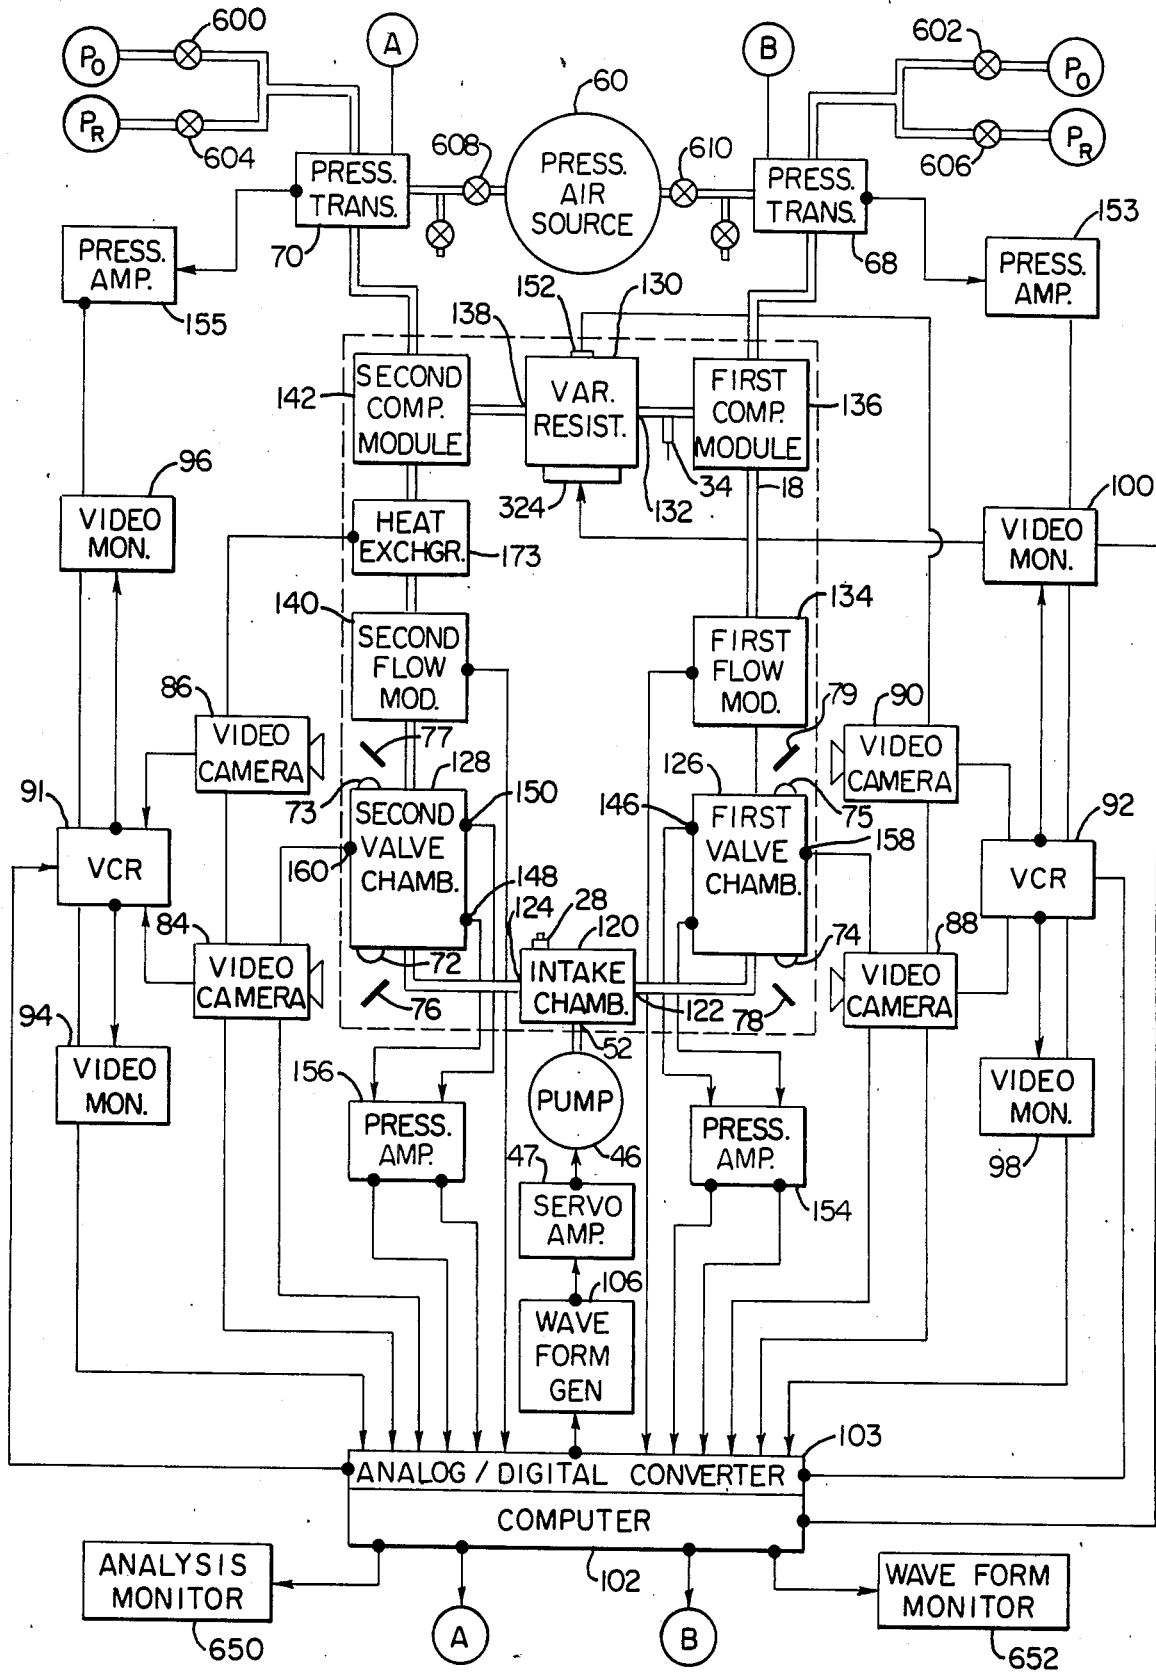 600
A
B
602
P₀
60
P₀
P_R
604
608
610
606
P_R
PRESS.
TRANS.
PRESS.
AIR
SOURCE
PRESS.
TRANS.
153
70
68
PRESS.
AMP.
PRESS.
AMP.
155
152
130
138
142
SECOND
COMP.
MODULE
VAR.
RESIST.
FIRST
COMP.
MODULE
136
96
324
132
34
18
100
VIDEO
MON.
HEAT
EXCHGR.
173
VIDEO
MON.
140
134
SECOND
FLOW
MOD.
FIRST
FLOW
MOD.
86
79
90
VIDEO
CAMERA
77
128
126
VIDEO
CAMERA
91
73
150
146
75
92
VCR
SECOND
VALVE
CHAMB.
FIRST
VALVE
CHAMB.
158
VCR
160
148
84
124
28
120
74
88
VIDEO
CAMERA
72
INTAKE
CHAMB.
VIDEO
CAMERA
94
76
122
78
VIDEO
MON.
52
VIDEO
MON.
156
PUMP
PRESS.
AMP.
PRESS.
AMP.
47
46
98
SERVO
AMP.
154
106
WAVE
FORM
GEN
103
ANALOG / DIGITAL CONVERTER
COMPUTER
ANALYSIS
MONITOR
102
WAVE FORM
MONITOR
650
A
B
652